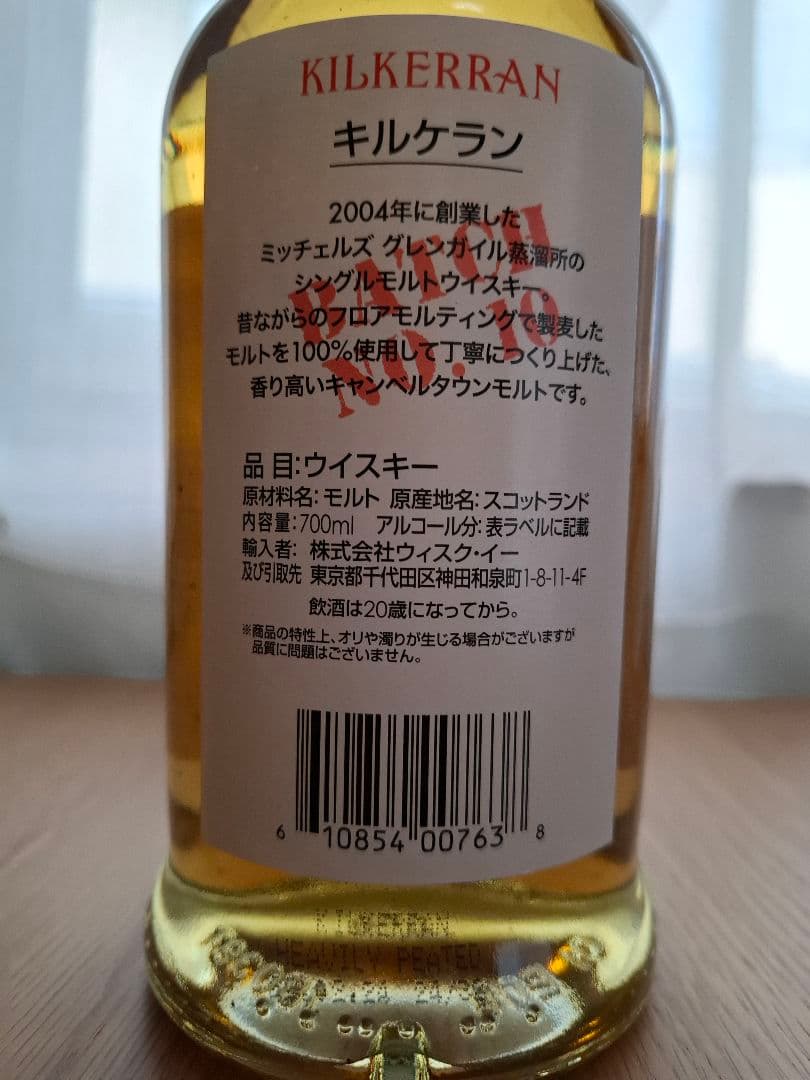 KILKERRAN
キルケラン
2004年に創業した
ミッチェルズ グレンガイル蒸溜所の
シングルモルトウイスキー。
昔ながらのフロアモルティングで製麦した
モルトを100%使用して丁寧につくり上げた、
香り高いキャンベルタウンモルトです。
BATCH
NO. 10
品 目:ウイスキー
原材料名: モルト 原産地名: スコットランド
内容量:700ml アルコール分: 表ラベルに記載
輸入者: 株式会社ウィスク・イー
及び引取先 東京都千代田区神田和泉町1-8-11-4F
飲酒は20歳になってから。
※商品の特性上、オリや濁りが生じる場合がございますが
品質に問題はございません。
6 10854 00763 8
KILKERRAN
HEAVILY PEATED